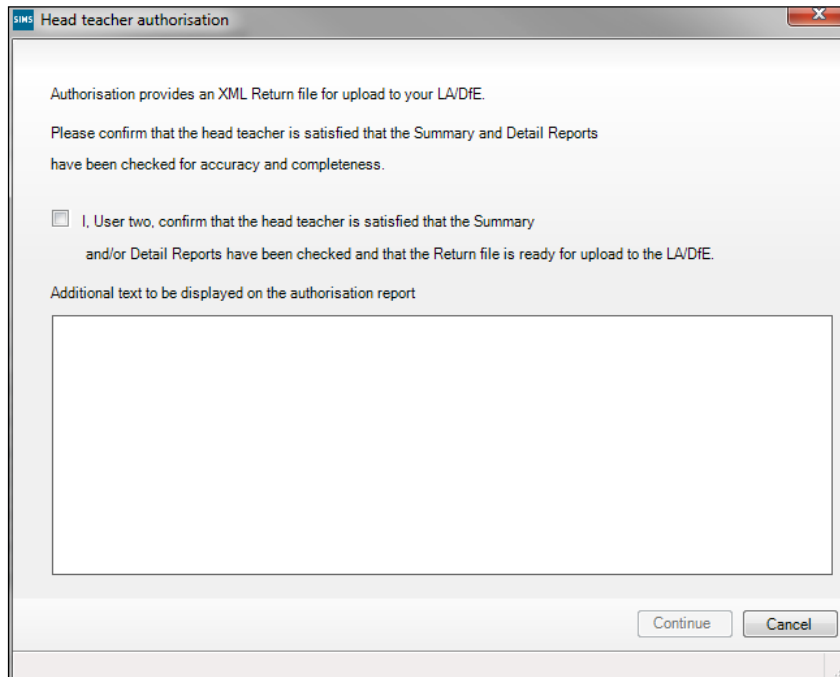 SIMS Head teacher authorisation
Authorisation provides an XML Return file for upload to your LA/DfE.
Please confirm that the head teacher is satisfied that the Summary and Detail Reports
have been checked for accuracy and completeness.
I, User two, confirm that the head teacher is satisfied that the Summary
and/or Detail Reports have been checked and that the Return file is ready for upload to the LA/DfE.
Additional text to be displayed on the authorisation report
Continue Cancel